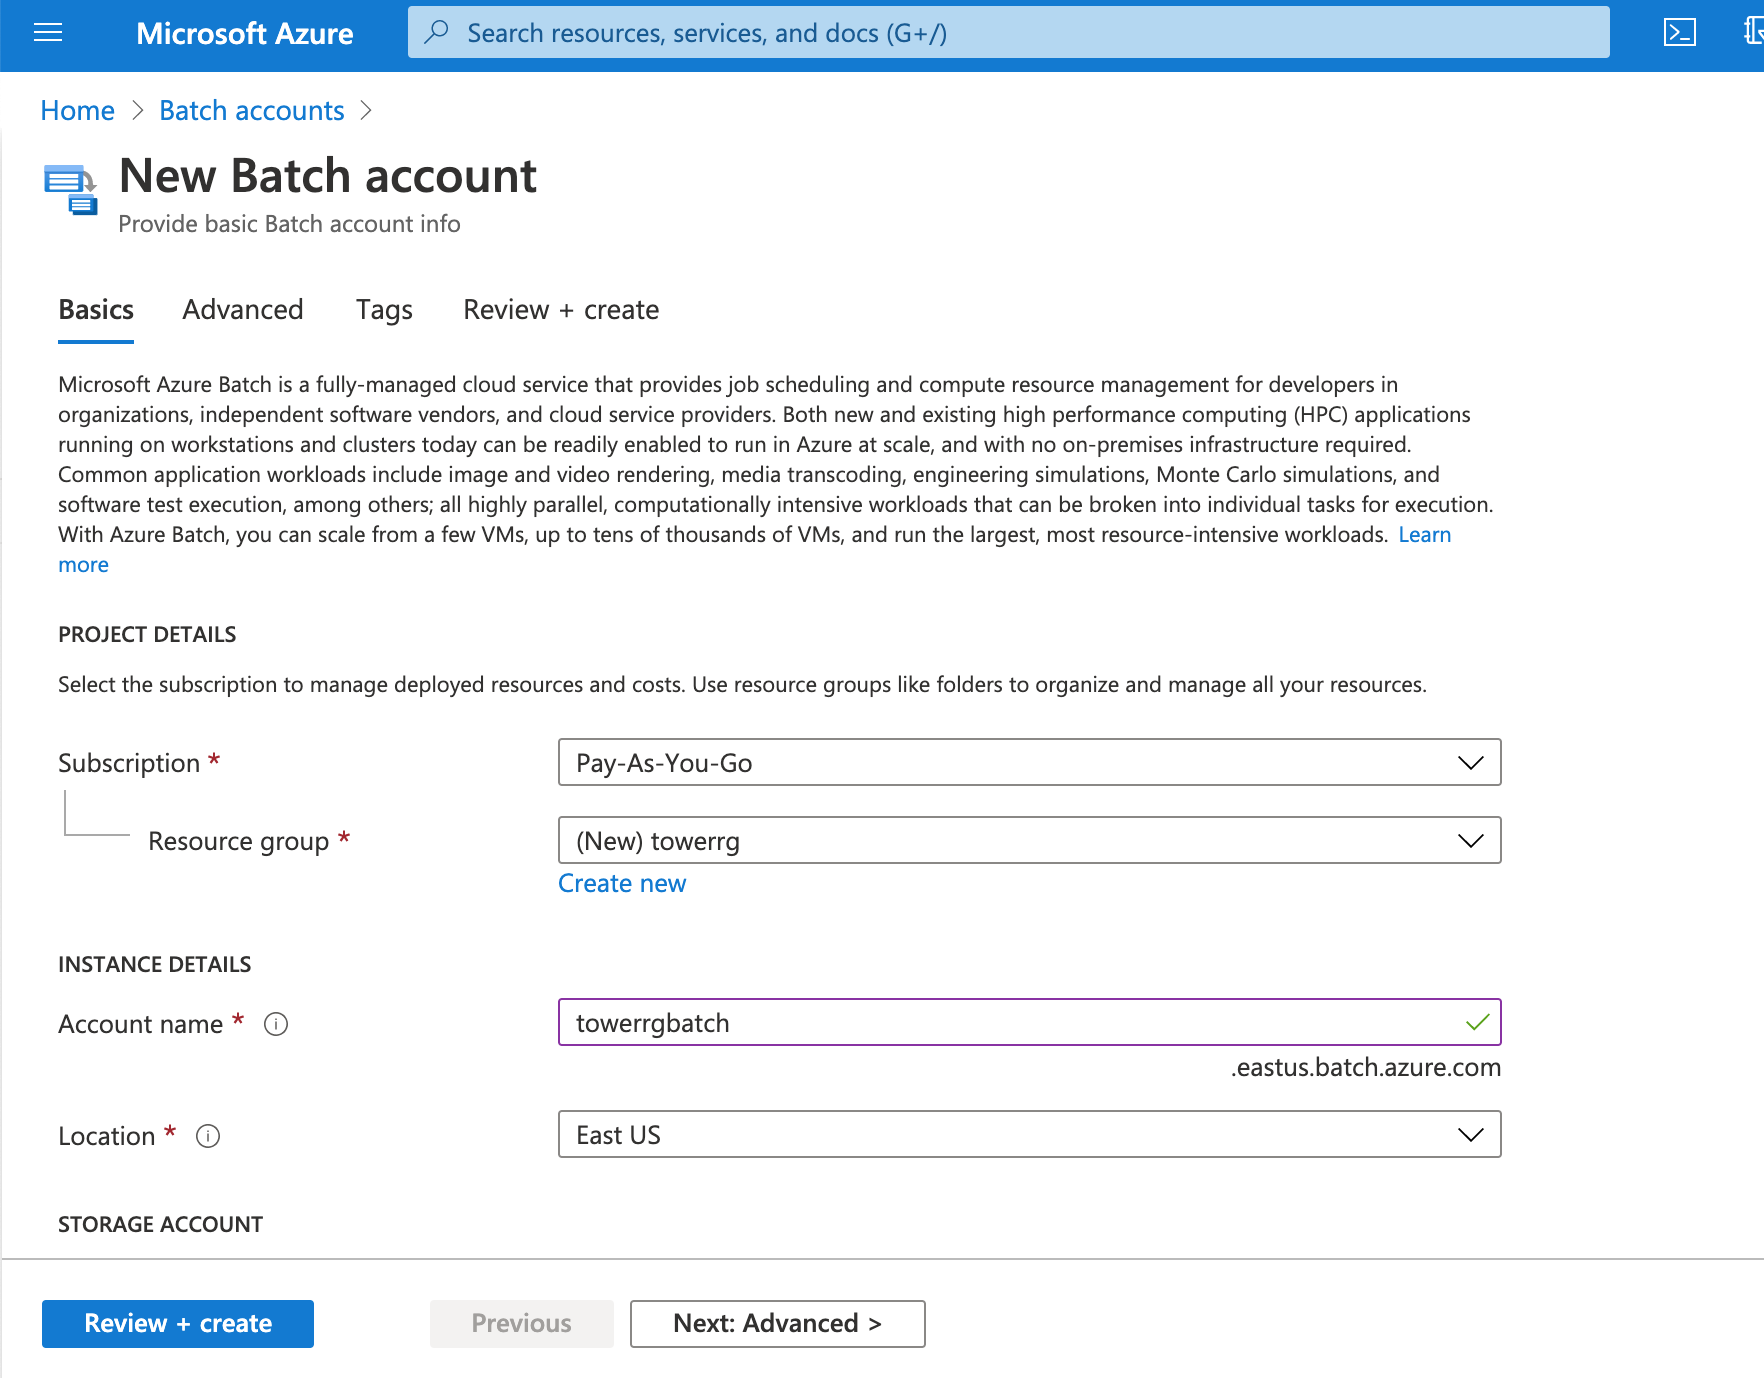 Microsoft Azure
Search resources, services, and docs (G+/)
Home > Batch accounts >
New Batch account
Provide basic Batch account info
Basics Advanced Tags Review + create
Microsoft Azure Batch is a fully-managed cloud service that provides job scheduling and compute resource management for developers in
organizations, independent software vendors, and cloud service providers. Both new and existing high performance computing (HPC) applications
running on workstations and clusters today can be readily enabled to run in Azure at scale, and with no on-premises infrastructure required.
Common application workloads include image and video rendering, media transcoding, engineering simulations, Monte Carlo simulations, and
software test execution, among others; all highly parallel, computationally intensive workloads that can be broken into individual tasks for execution.
With Azure Batch, you can scale from a few VMs, up to tens of thousands of VMs, and run the largest, most resource-intensive workloads. Learn
more
PROJECT DETAILS
Select the subscription to manage deployed resources and costs. Use resource groups like folders to organize and manage all your resources.
Subscription * Pay-As-You-Go
Resource group * (New) towerrg
Create new
INSTANCE DETAILS
Account name * towerrgbatch
.eastus.batch.azure.com
Location * East US
STORAGE ACCOUNT
Review + create Previous Next: Advanced >